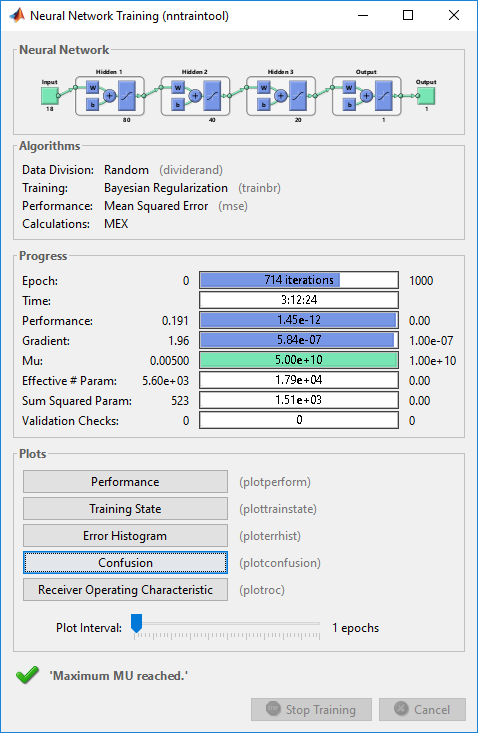 Neural Network Training (nntraintool)
Neural Network
Hidden 1 Hidden 2 Hidden 3 Output
Input Output
W W W W
b b b b
18 80 40 20 1 1
Algorithms
Data Division: Random (dividerand)
Training: Bayesian Regularization (trainbr)
Performance: Mean Squared Error (mse)
Calculations: MEX
Progress
Epoch: 0 714 iterations 1000
Time: 3:12:24
Performance: 0.191 1.45e-12 0.00
Gradient: 1.96 5.84e-07 1.00e-07
Mu: 0.00500 5.00e+10 1.00e+10
Effective # Param: 5.60e+03 1.79e+04 0.00
Sum Squared Param: 523 1.51e+03 0.00
Validation Checks: 0 0 0
Plots
Performance (plotperform)
Training State (plottrainstate)
Error Histogram (ploterrhist)
Confusion (plotconfusion)
Receiver Operating Characteristic (plotroc)
Plot Interval: 1 epochs
'Maximum MU reached.'
Stop Training Cancel